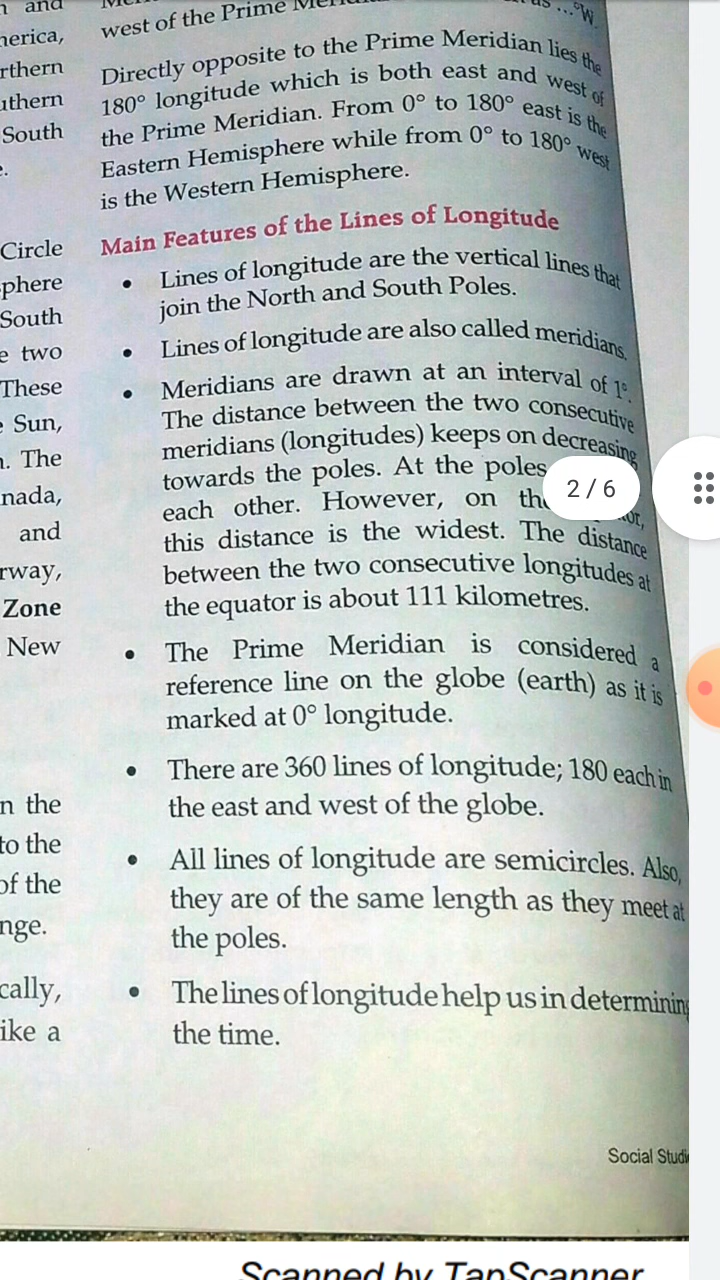 and
nerica,
rthern
uthern
South
Circle
sphere
South
e two
These
e Sun,
. The
nada,
and
rway,
Zone
New
n the
to the
of the
nge.
cally,
ike a
west of the Prime
Directly opposite to the Prime Meridian lies the
180° longitude which is both east and west of
the Prime Meridian. From 0° to 180° east is the
Eastern Hemisphere while from 0° to 180° west
is the Western Hemisphere.
Main Features of the Lines of Longitude
• Lines of longitude are the vertical lines that
join the North and South Poles.
• Lines of longitude are also called meridians.
• Meridians are drawn at an interval of 1°.
The distance between the two consecutive
meridians (longitudes) keeps on decreasing
towards the poles. At the poles
each other. However, on
this distance is the widest. The distance
between the two consecutive longitudes at
the equator is about 111 kilometres.
• The Prime Meridian is considered a
reference line on the globe (earth) as it is
marked at 0° longitude.
• There are 360 lines of longitude; 180 each in
the east and west of the globe.
• All lines of longitude are semicircles. Also,
they are of the same length as they meet at
the poles.
• The lines of longitude help us in determining
the time.
Social Studi
2 / 6
Scanned by TapScanner